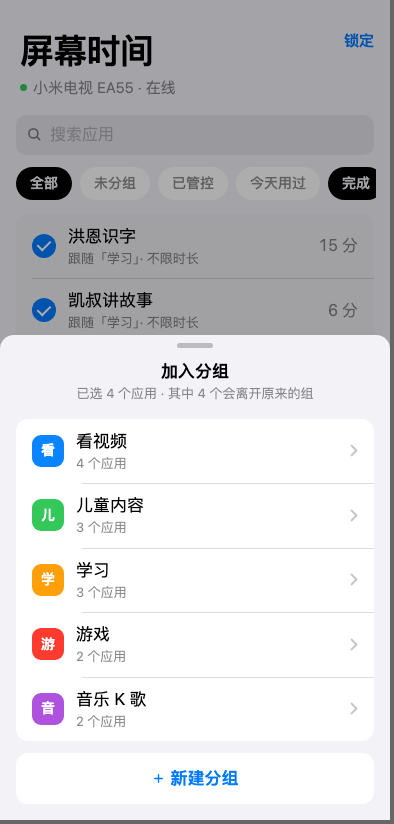 屏幕时间
锁定
小米电视 EA55 · 在线
搜索应用
全部
未分组
已管控
今天用过
完成
洪恩识字
跟随「学习」· 不限时长
15 分
凯叔讲故事
跟随「学习」· 不限时长
6 分
加入分组
已选 4 个应用 · 其中 4 个会离开原来的组
看
看视频
4 个应用
儿
儿童内容
3 个应用
学
学习
3 个应用
游
游戏
2 个应用
音
音乐 K 歌
2 个应用
+ 新建分组